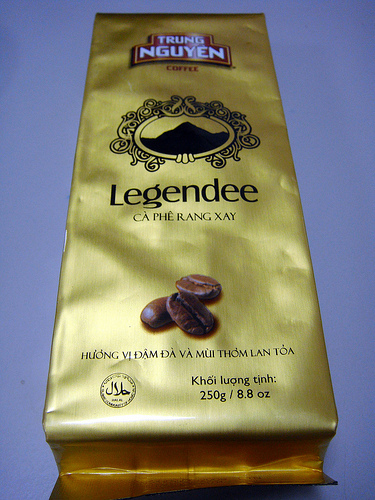 TRUNG
NGUYEN
COFFEE
Legendee
CÀ PHÊ RANG XAY
HƯƠNG VỊ ĐẬM ĐÀ VÀ MÙI THƠM LAN TỎA
Khối lượng tịnh:
250g / 8.8 oz
حلال
HALAL